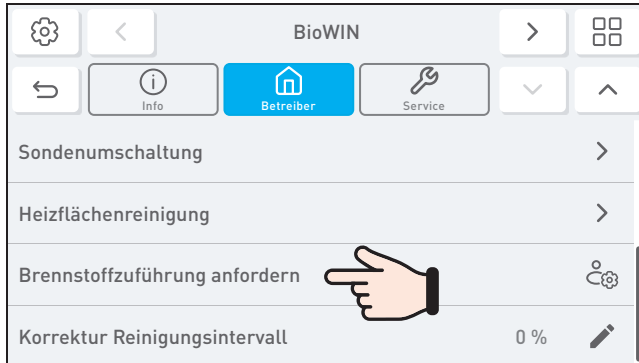 BioWIN
Info
Betreiber
Service
Sondenumschaltung
Heizflächenreinigung
Brennstoffzuführung anfordern
Korrektur Reinigungsintervall 0 %